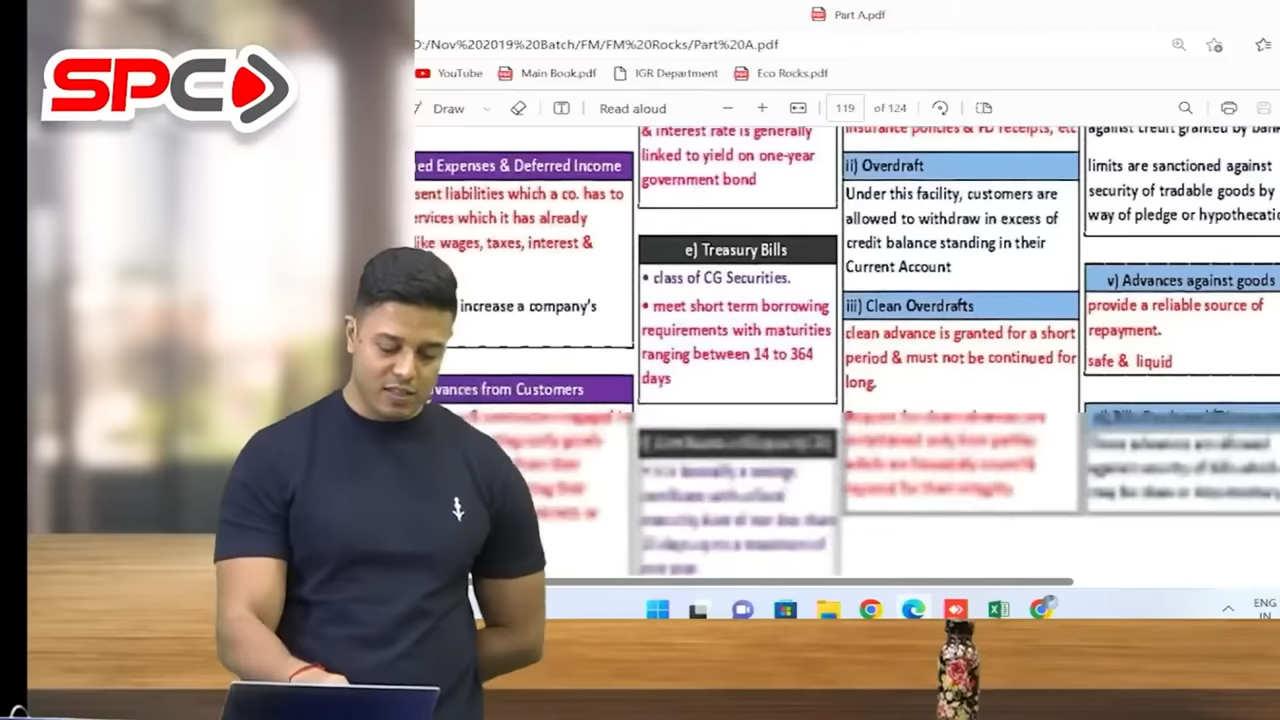 SPC
Part A.pdf
D:/Nov%202019%20Batch/FM/FM%20Rocks/Part%20A.pdf
YouTube
Main Book.pdf
IGR Department
Eco Rocks.pdf
Draw
Read aloud
119
of 124
ed Expenses & Deferred Income
sent liabilities which a co. has to
ervices which it has already
like wages, taxes, interest &
increase a company's
vances from Customers
& interest rate is generally
linked to yield on one-year
government bond
e) Treasury Bills
• class of CG Securities.
• meet short term borrowing
requirements with maturities
ranging between 14 to 364
days
insurance policies & FD receipts, etc
ii) Overdraft
Under this facility, customers are
allowed to withdraw in excess of
credit balance standing in their
Current Account
iii) Clean Overdrafts
clean advance is granted for a short
period & must not be continued for
long.
against credit granted by bank
limits are sanctioned against
security of tradable goods by
way of pledge or hypothecatio
v) Advances against goods
provide a reliable source of
repayment.
safe & liquid
ENG
IN